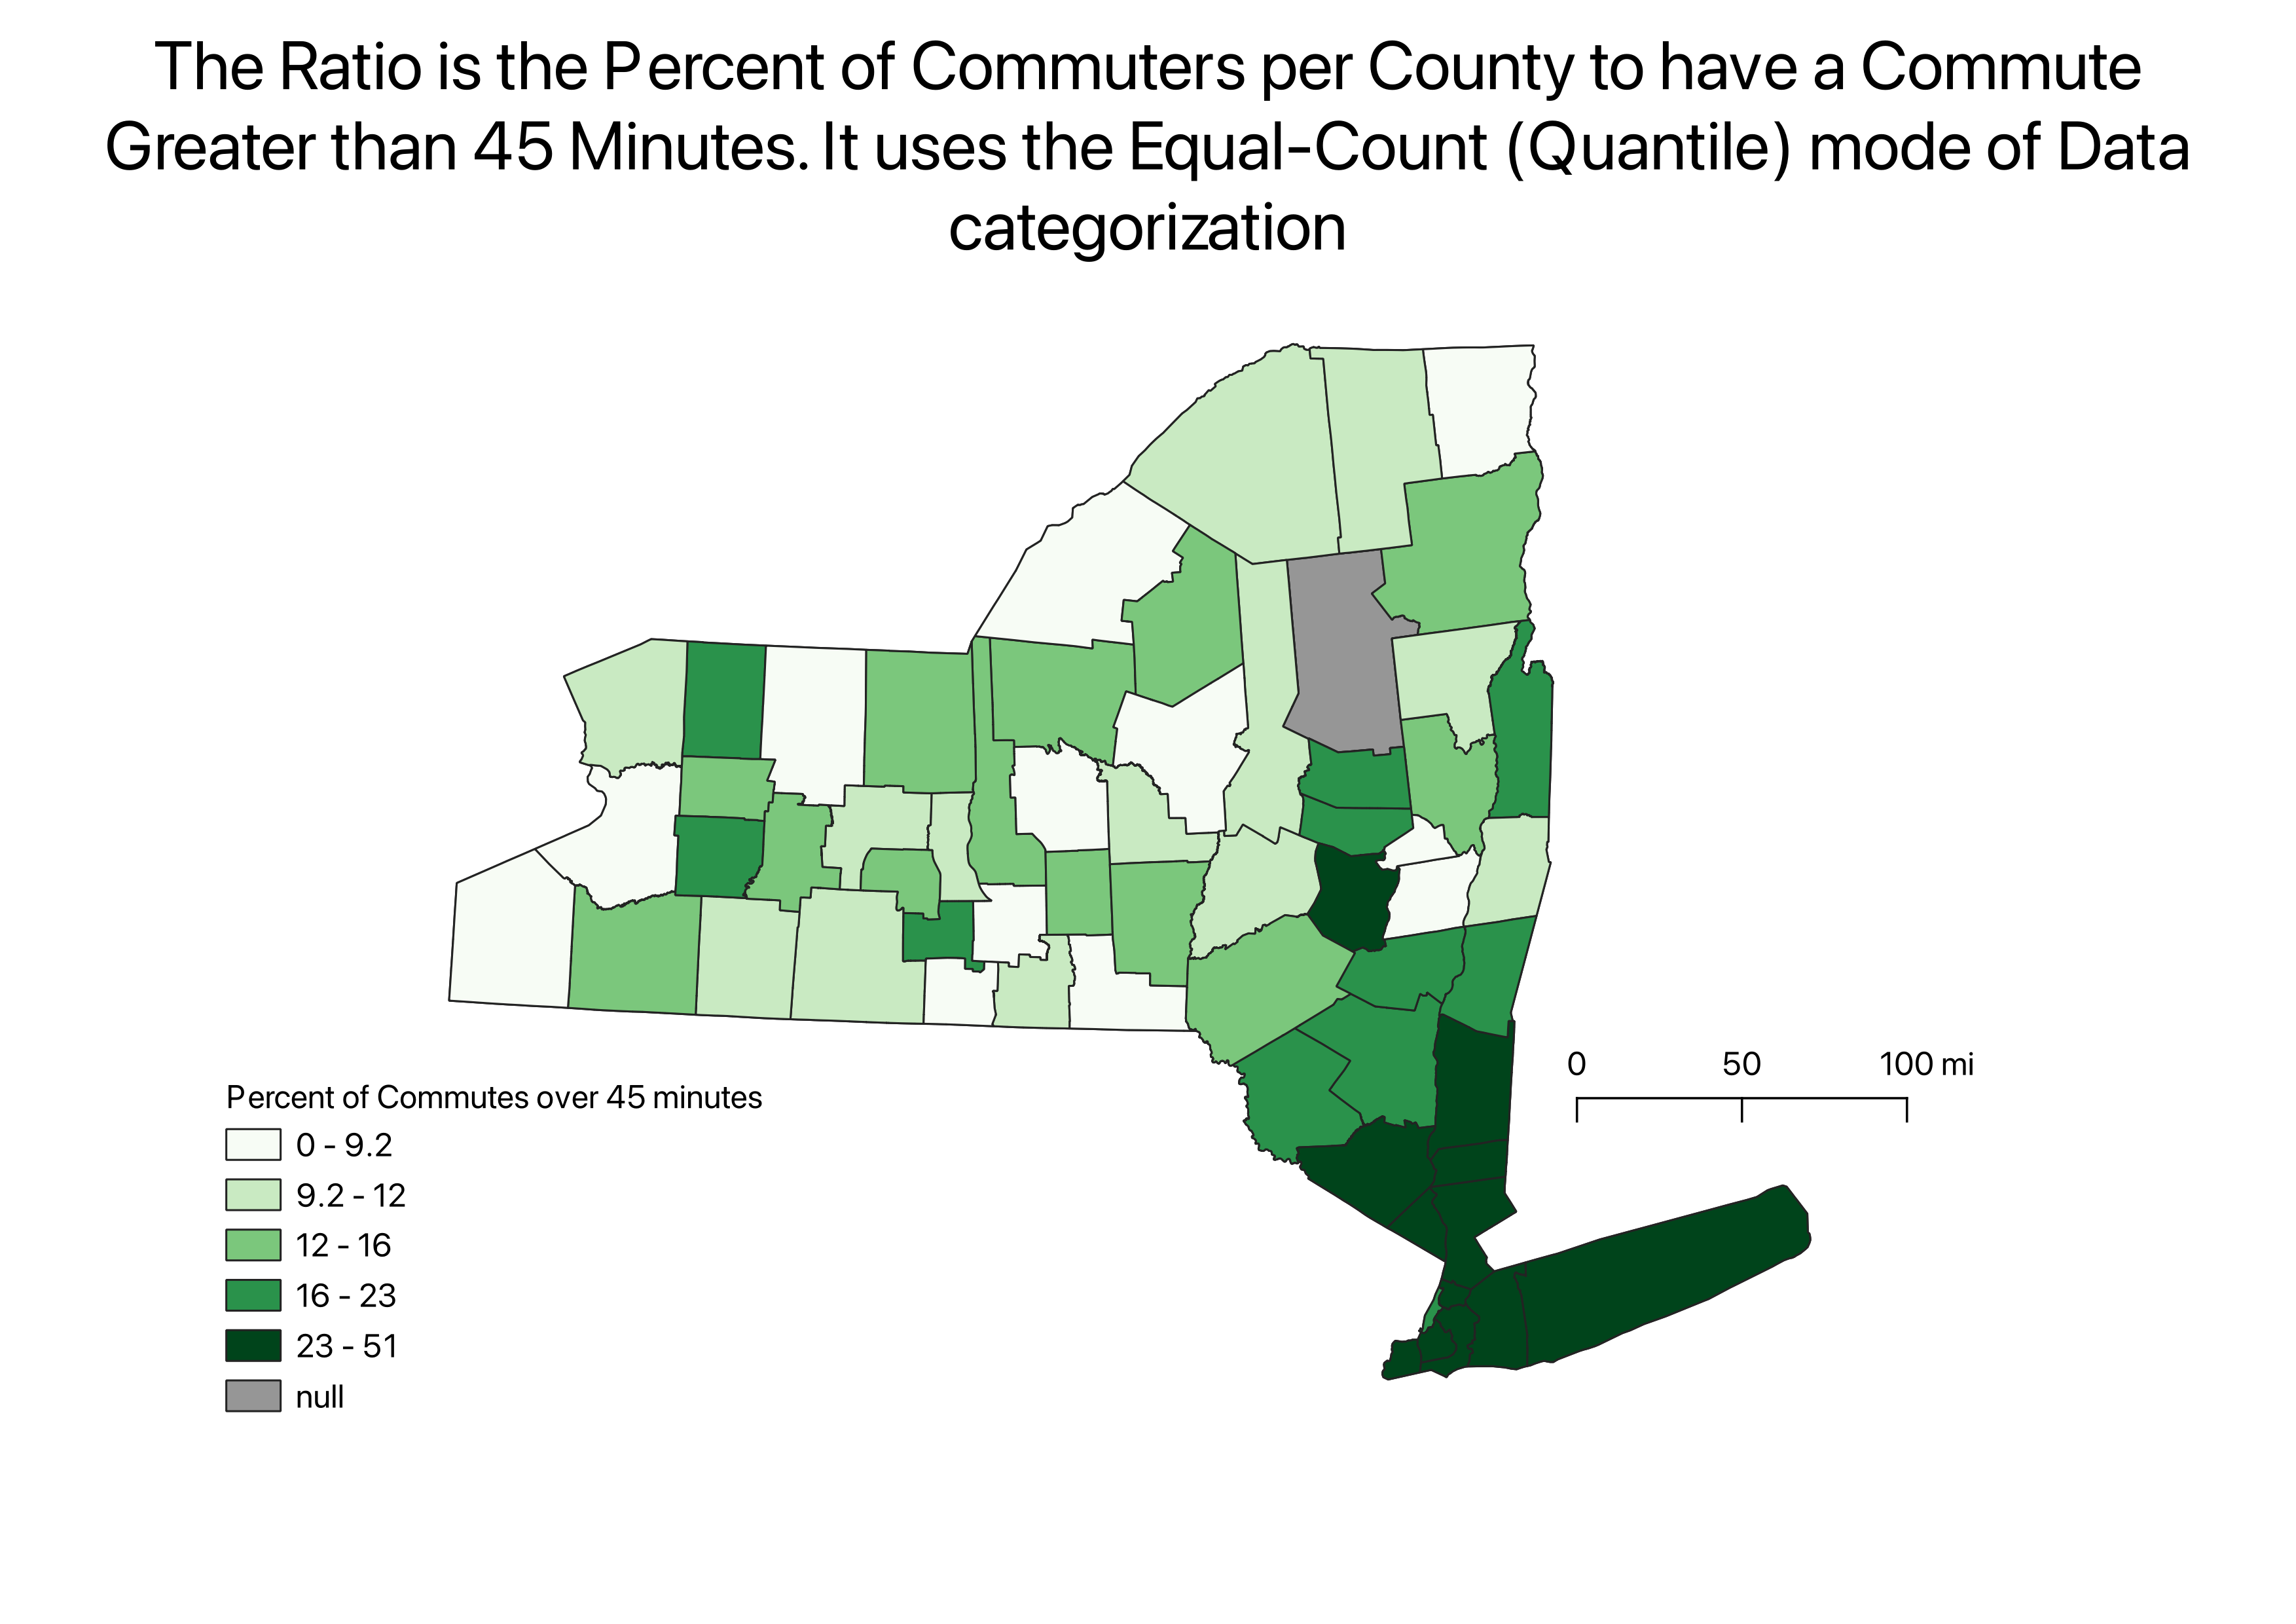 The Ratio is the Percent of Commuters per County to have a Commute
Greater than 45 Minutes. It uses the Equal-Count (Quantile) mode of Data
categorization
0 50 100 mi
Percent of Commutes over 45 minutes
0 - 9.2
9.2 - 12
12 - 16
16 - 23
23 - 51
null